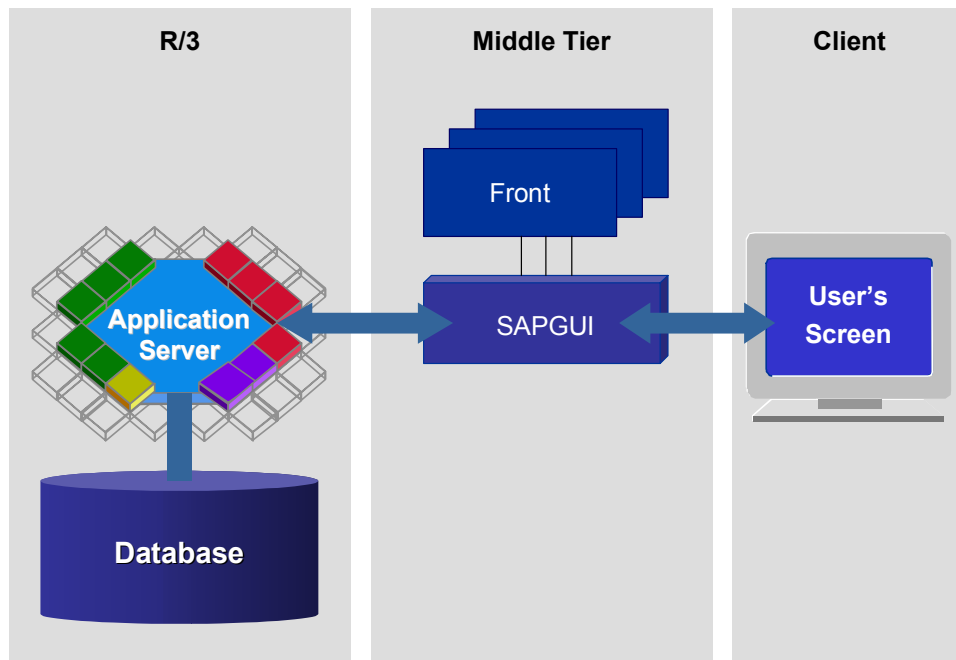 R/3
Middle Tier
Client
Front
Application
Server
SAPGUI
User's
Screen
Database